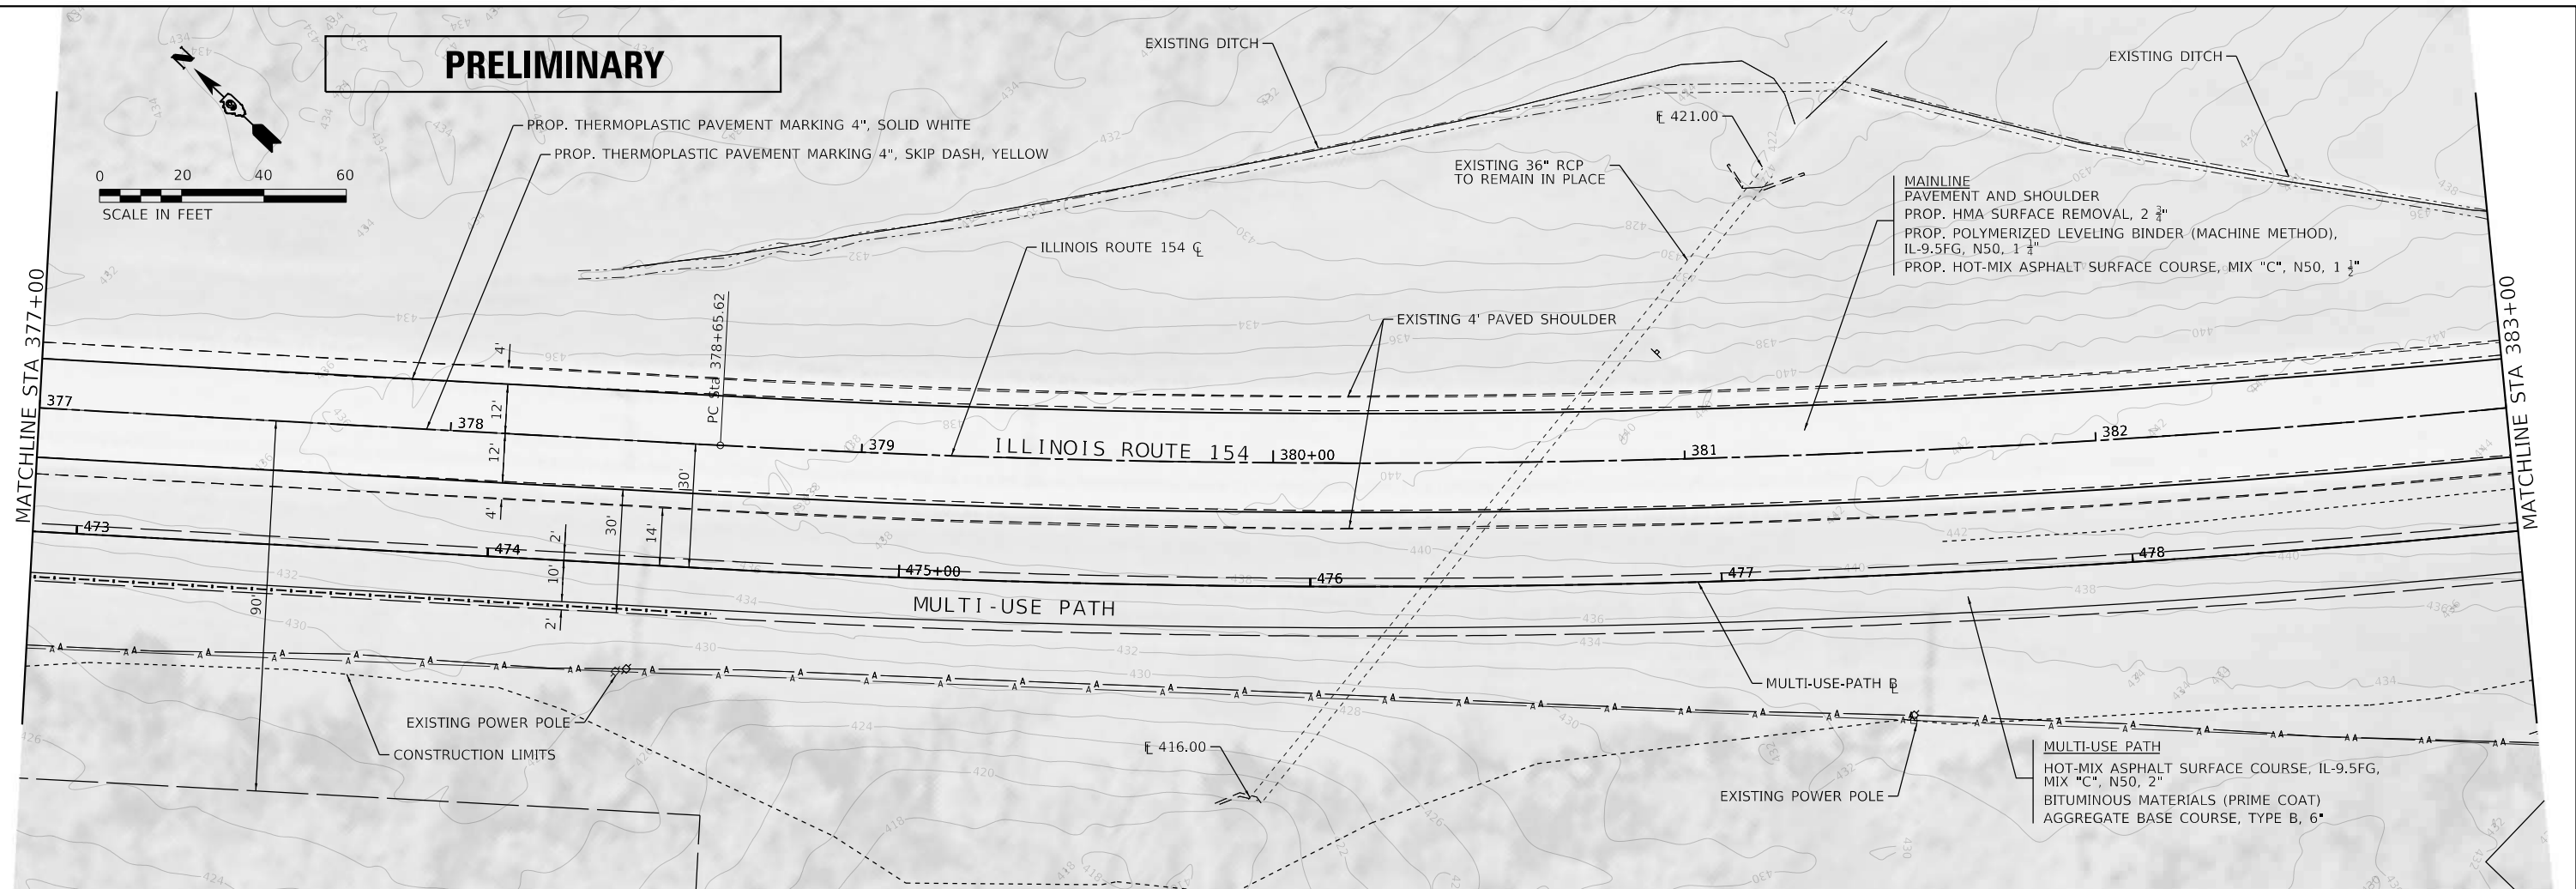 PRELIMINARY
N
0 20 40 60
SCALE IN FEET
PROP. THERMOPLASTIC PAVEMENT MARKING 4", SOLID WHITE
PROP. THERMOPLASTIC PAVEMENT MARKING 4", SKIP DASH, YELLOW
EXISTING DITCH
EXISTING DITCH
FL 421.00
EXISTING 36" RCP
TO REMAIN IN PLACE
MAINLINE
PAVEMENT AND SHOULDER
PROP. HMA SURFACE REMOVAL, 2 3/4"
PROP. POLYMERIZED LEVELING BINDER (MACHINE METHOD),
IL-9.5FG, N50, 1 1/4"
PROP. HOT-MIX ASPHALT SURFACE COURSE, MIX "C", N50, 1 1/2"
ILLINOIS ROUTE 154 CL
EXISTING 4' PAVED SHOULDER
PC Sta 378+65.62
MATCHLINE STA 377+00
MATCHLINE STA 383+00
377
378
379
380+00
381
382
ILLINOIS ROUTE 154
4'
12'
12'
4'
30'
30'
14'
2'
10'
2'
90'
473
474
475+00
476
477
478
MULTI-USE PATH
MULTI-USE-PATH BL
EXISTING POWER POLE
CONSTRUCTION LIMITS
FL 416.00
EXISTING POWER POLE
MULTI-USE PATH
HOT-MIX ASPHALT SURFACE COURSE, IL-9.5FG,
MIX "C", N50, 2"
BITUMINOUS MATERIALS (PRIME COAT)
AGGREGATE BASE COURSE, TYPE B, 6"